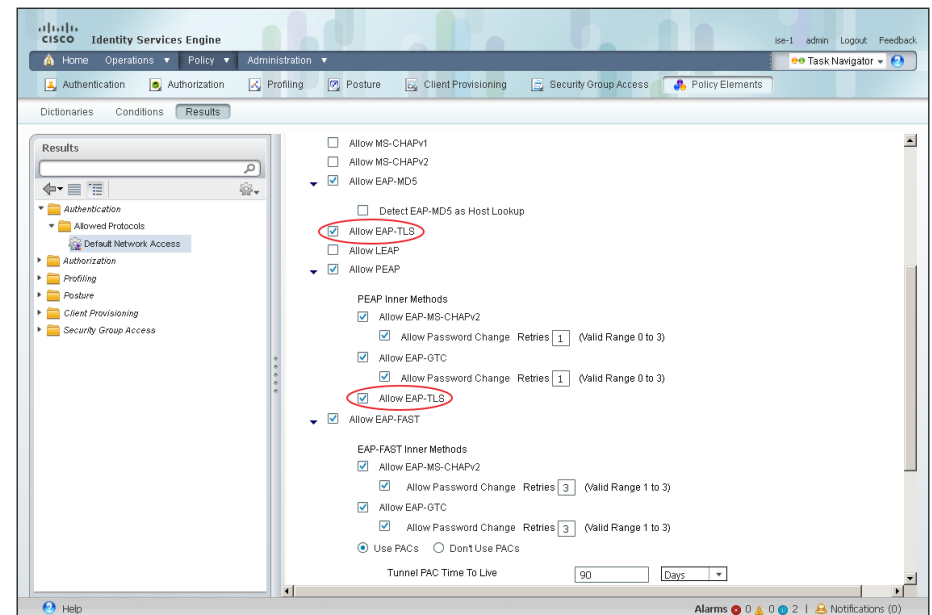 CISCO Identity Services Engine
ise-1 admin Logout Feedback
Home Operations ▼ Policy ▼ Administration ▼
Task Navigator ▼
Authentication Authorization Profiling Posture Client Provisioning Security Group Access Policy Elements
Dictionaries Conditions Results
Results
Authentication
Allowed Protocols
Default Network Access
Authorization
Profiling
Posture
Client Provisioning
Security Group Access
Allow MS-CHAPv1
Allow MS-CHAPv2
Allow EAP-MD5
Detect EAP-MD5 as Host Lookup
Allow EAP-TLS
Allow LEAP
Allow PEAP
PEAP Inner Methods
Allow EAP-MS-CHAPv2
Allow Password Change Retries 1 (Valid Range 0 to 3)
Allow EAP-GTC
Allow Password Change Retries 1 (Valid Range 0 to 3)
Allow EAP-TLS
Allow EAP-FAST
EAP-FAST Inner Methods
Allow EAP-MS-CHAPv2
Allow Password Change Retries 3 (Valid Range 1 to 3)
Allow EAP-GTC
Allow Password Change Retries 3 (Valid Range 1 to 3)
Use PACs Don't Use PACs
Tunnel PAC Time To Live 90 Days
Help
Alarms 0 0 2 | Notifications (0)